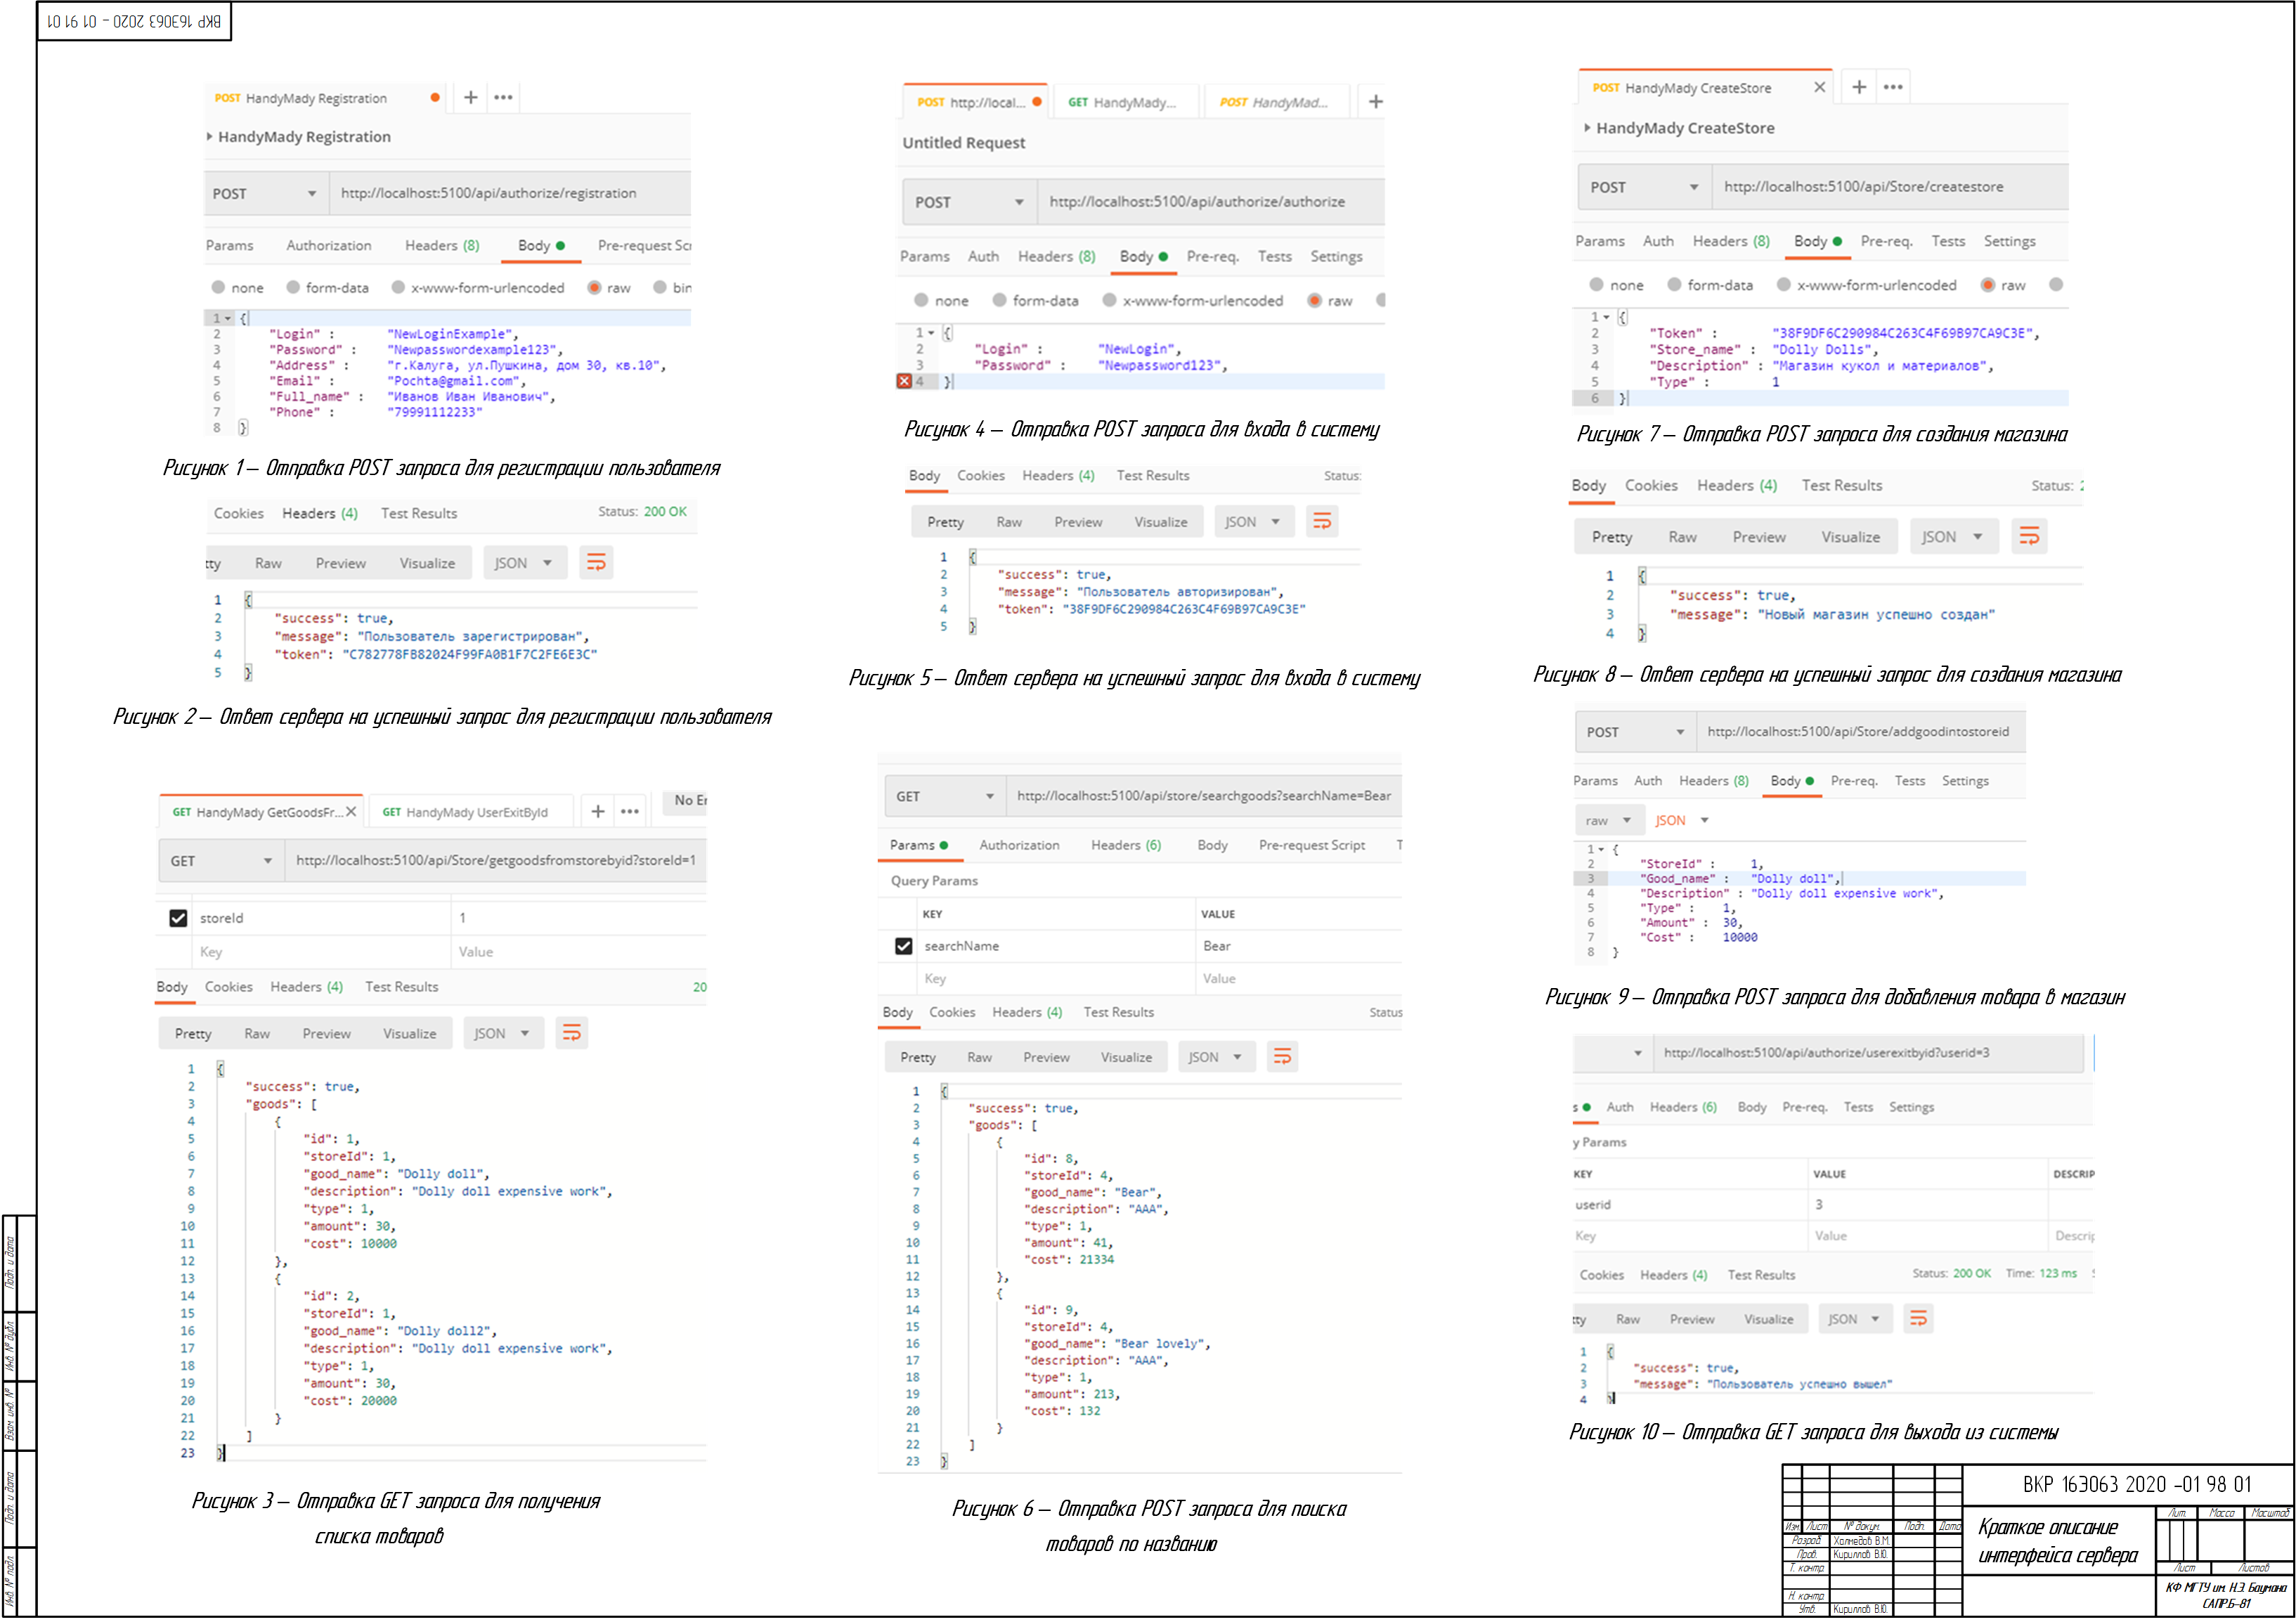 ВКР 163063 2020 - 01 91 01
POST HandyMady Registration + •••
HandyMady Registration
POST http://localhost:5100/api/authorize/registration
Params Authorization Headers (8) Body Pre-request Scr
none form-data x-www-form-urlencoded raw bin
1 {
2 "Login" : "NewLoginExample",
3 "Password" : "Newpasswordexample123",
4 "Address" : "г.Калуга, ул.Пушкина, дом 30, кв.10",
5 "Email" : "Pochta@gmail.com",
6 "Full_name" : "Иванов Иван Иванович",
7 "Phone" : "79991112233"
8 }
Рисунок 1 – Отправка POST запроса для регистрации пользователя
Cookies Headers (4) Test Results Status: 200 OK
tty Raw Preview Visualize JSON
1 {
2 "success": true,
3 "message": "Пользователь зарегистрирован",
4 "token": "C782778FB82024F99FA0B1F7C2FE6E3C"
5 }
Рисунок 2 – Ответ сервера на успешный запрос для регистрации пользователя
GET HandyMady GetGoodsFr... GET HandyMady UserExitById + ••• No Er
GET http://localhost:5100/api/Store/getgoodsfromstorebyid?storeId=1
storeId 1
Key Value
Body Cookies Headers (4) Test Results 20
Pretty Raw Preview Visualize JSON
1 {
2 "success": true,
3 "goods": [
4 {
5 "id": 1,
6 "storeId": 1,
7 "good_name": "Dolly doll",
8 "description": "Dolly doll expensive work",
9 "type": 1,
10 "amount": 30,
11 "cost": 10000
12 },
13 {
14 "id": 2,
15 "storeId": 1,
16 "good_name": "Dolly doll2",
17 "description": "Dolly doll expensive work",
18 "type": 1,
19 "amount": 30,
20 "cost": 20000
21 }
22 ]
23 }
Рисунок 3 – Отправка GET запроса для получения
списка товаров
POST http://local... GET HandyMady... POST HandyMad... +
Untitled Request
POST http://localhost:5100/api/authorize/authorize
Params Auth Headers (8) Body Pre-req. Tests Settings
none form-data x-www-form-urlencoded raw
1 {
2 "Login" : "NewLogin",
3 "Password" : "Newpassword123",
4 }
Рисунок 4 – Отправка POST запроса для входа в систему
Body Cookies Headers (4) Test Results Status:
Pretty Raw Preview Visualize JSON
1 {
2 "success": true,
3 "message": "Пользователь авторизирован",
4 "token": "38F9DF6C290984C263C4F69B97CA9C3E"
5 }
Рисунок 5 – Ответ сервера на успешный запрос для входа в систему
GET http://localhost:5100/api/store/searchgoods?searchName=Bear
Params Authorization Headers (6) Body Pre-request Script T
Query Params
KEY VALUE
searchName Bear
Key Value
Body Cookies Headers (4) Test Results Status
Pretty Raw Preview Visualize JSON
1 {
2 "success": true,
3 "goods": [
4 {
5 "id": 8,
6 "storeId": 4,
7 "good_name": "Bear",
8 "description": "AAA",
9 "type": 1,
10 "amount": 41,
11 "cost": 21334
12 },
13 {
14 "id": 9,
15 "storeId": 4,
16 "good_name": "Bear lovely",
17 "description": "AAA",
18 "type": 1,
19 "amount": 213,
20 "cost": 132
21 }
22 ]
23 }
Рисунок 6 – Отправка POST запроса для поиска
товаров по названию
POST HandyMady CreateStore + •••
HandyMady CreateStore
POST http://localhost:5100/api/Store/createstore
Params Auth Headers (8) Body Pre-req. Tests Settings
none form-data x-www-form-urlencoded raw
1 {
2 "Token" : "38F9DF6C290984C263C4F69B97CA9C3E",
3 "Store_name" : "Dolly Dolls",
4 "Description" : "Магазин кукол и материалов",
5 "Type" : 1
6 }
Рисунок 7 – Отправка POST запроса для создания магазина
Body Cookies Headers (4) Test Results Status: 2
Pretty Raw Preview Visualize JSON
1 {
2 "success": true,
3 "message": "Новый магазин успешно создан"
4 }
Рисунок 8 – Ответ сервера на успешный запрос для создания магазина
POST http://localhost:5100/api/Store/addgoodintostoreid
Params Auth Headers (8) Body Pre-req. Tests Settings
raw JSON
1 {
2 "StoreId" : 1,
3 "Good_name" : "Dolly doll",
4 "Description" : "Dolly doll expensive work",
5 "Type" : 1,
6 "Amount" : 30,
7 "Cost" : 10000
8 }
Рисунок 9 – Отправка POST запроса для добавления товара в магазин
http://localhost:5100/api/authorize/userexitbyid?userid=3
s Auth Headers (6) Body Pre-req. Tests Settings
y Params
KEY VALUE DESCRIP
userid 3
Key Value Descrip
Cookies Headers (4) Test Results Status: 200 OK Time: 123 ms
tty Raw Preview Visualize JSON
1 {
2 "success": true,
3 "message": "Пользователь успешно вышел"
4 }
Рисунок 10 – Отправка GET запроса для выхода из системы
Подп. и дата
Инв. № дубл.
Взам. инв. №
Подп. и дата
Инв. № подл.
ВКР 163063 2020 -01 98 01
Изм. Лист № докум. Подп. Дата
Разраб. Холмедов В.М.
Пров. Кириллов В.Ю.
Т. контр.
Н. контр.
Утв. Кириллов В.Ю.
Краткое описание
интерфейса сервера
Лит. Масса Масштаб
Лист Листов
КФ МГТУ им. Н.Э. Баумана
САПР.Б-81